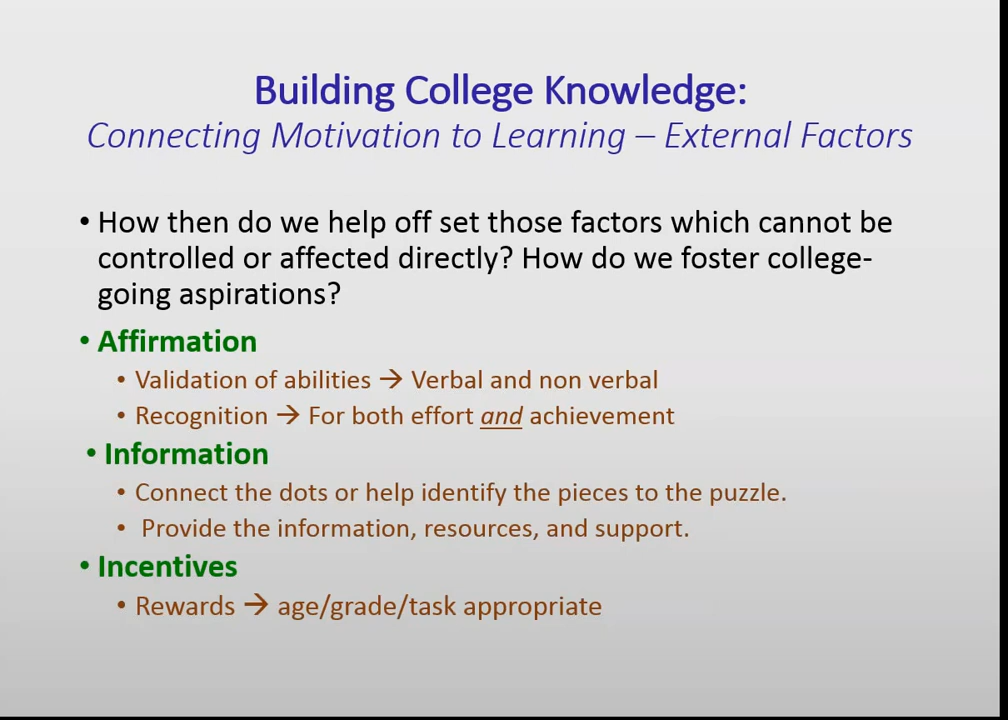 Building College Knowledge:
Connecting Motivation to Learning – External Factors
• How then do we help off set those factors which cannot be
controlled or affected directly? How do we foster college-
going aspirations?
• Affirmation
• Validation of abilities → Verbal and non verbal
• Recognition → For both effort and achievement
• Information
• Connect the dots or help identify the pieces to the puzzle.
• Provide the information, resources, and support.
• Incentives
• Rewards → age/grade/task appropriate